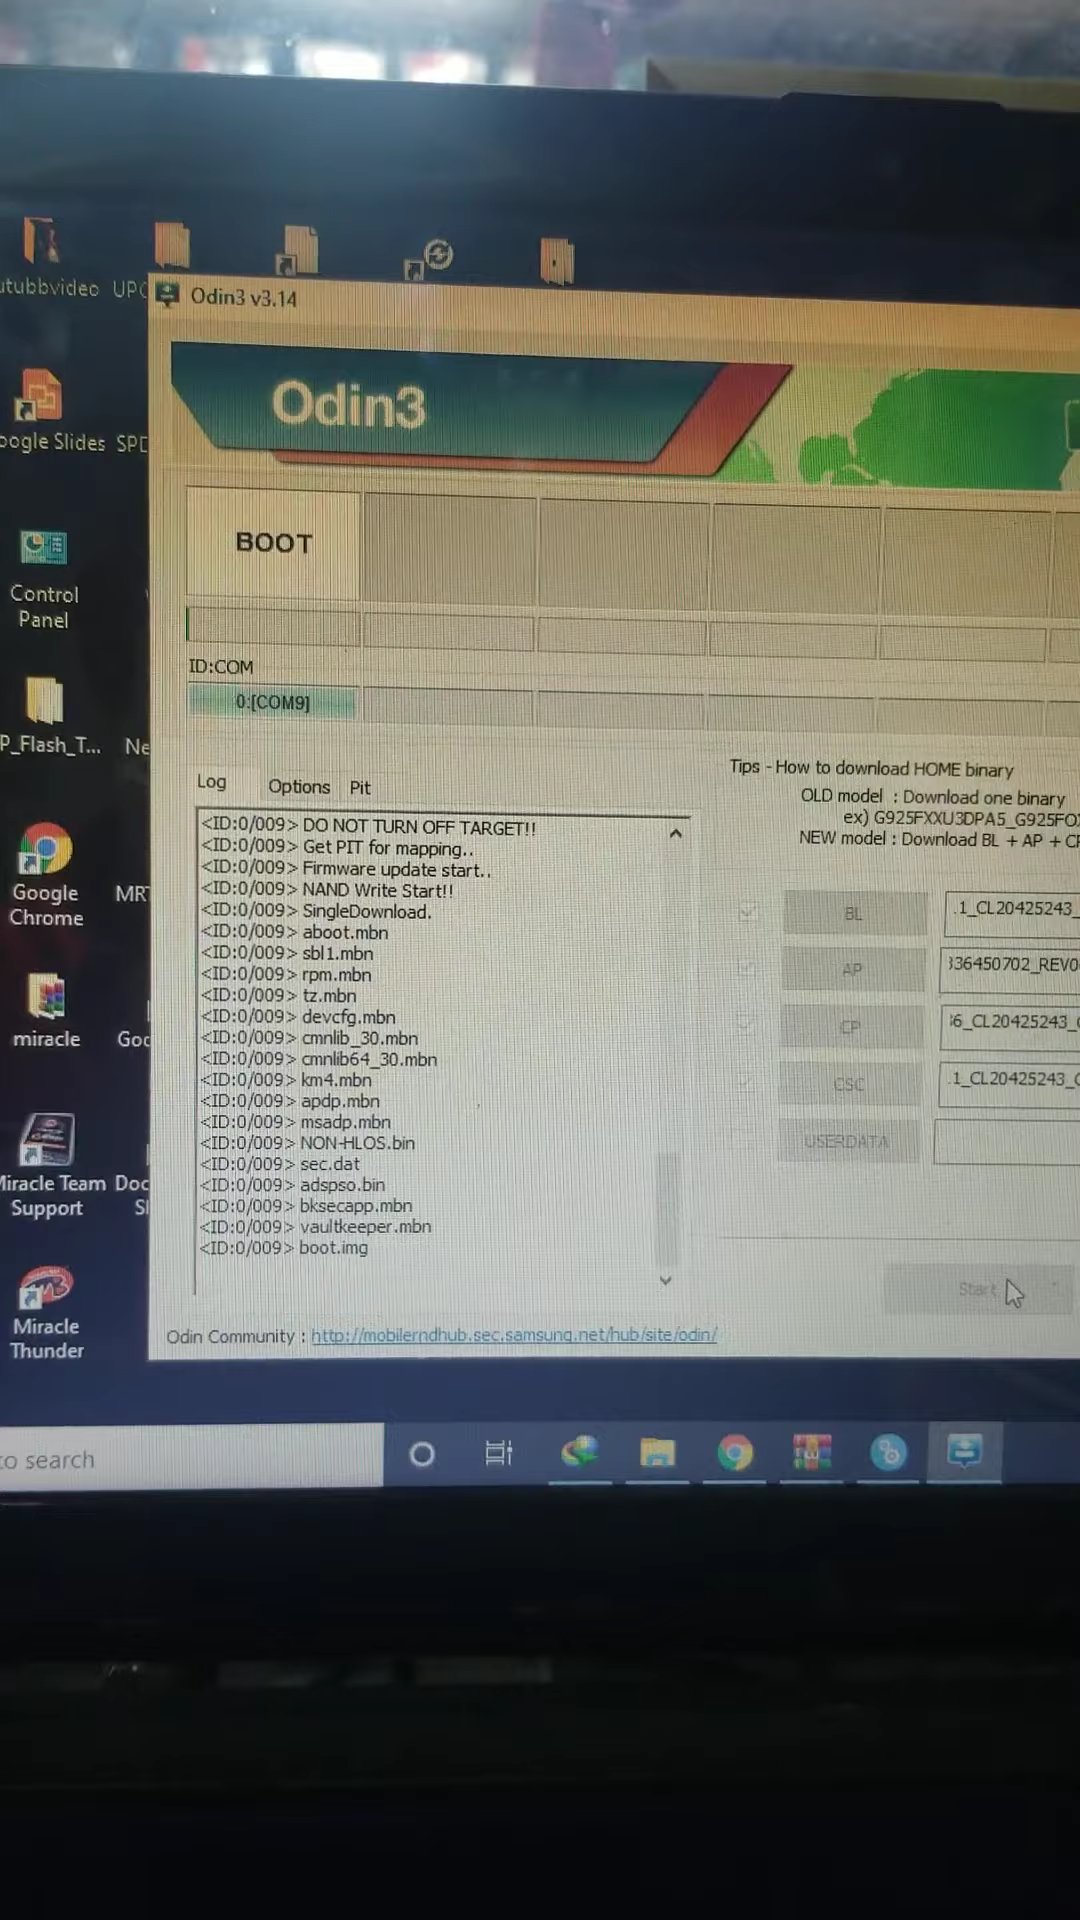 utubbvideo
UPC
Odin3 v3.14
Odin3
oogle Slides
SPD
BOOT
Control
Panel
ID:COM
0:[COM9]
P_Flash_T...
Ne
Log
Options
Pit
Tips - How to download HOME binary
OLD model : Download one binary
ex) G925FXXU3DPA5_G925FO
NEW model : Download BL + AP + C
<ID:0/009> DO NOT TURN OFF TARGET!!
<ID:0/009> Get PIT for mapping..
<ID:0/009> Firmware update start..
<ID:0/009> NAND Write Start!!
<ID:0/009> SingleDownload.
<ID:0/009> aboot.mbn
<ID:0/009> sbl1.mbn
<ID:0/009> rpm.mbn
<ID:0/009> tz.mbn
<ID:0/009> devcfg.mbn
<ID:0/009> cmnlib_30.mbn
<ID:0/009> cmnlib64_30.mbn
<ID:0/009> km4.mbn
<ID:0/009> apdp.mbn
<ID:0/009> msadp.mbn
<ID:0/009> NON-HLOS.bin
<ID:0/009> sec.dat
<ID:0/009> adspso.bin
<ID:0/009> bksecapp.mbn
<ID:0/009> vaultkeeper.mbn
<ID:0/009> boot.img
BL
.1_CL20425243_
AP
336450702_REV0
CP
6_CL20425243_
CSC
.1_CL20425243_
USERDATA
Start
Google
Chrome
MRT
miracle
Goo
Miracle Team
Support
Doc
Sl
Miracle
Thunder
Odin Community : http://mobilerndhub.sec.samsung.net/hub/site/odin/
to search